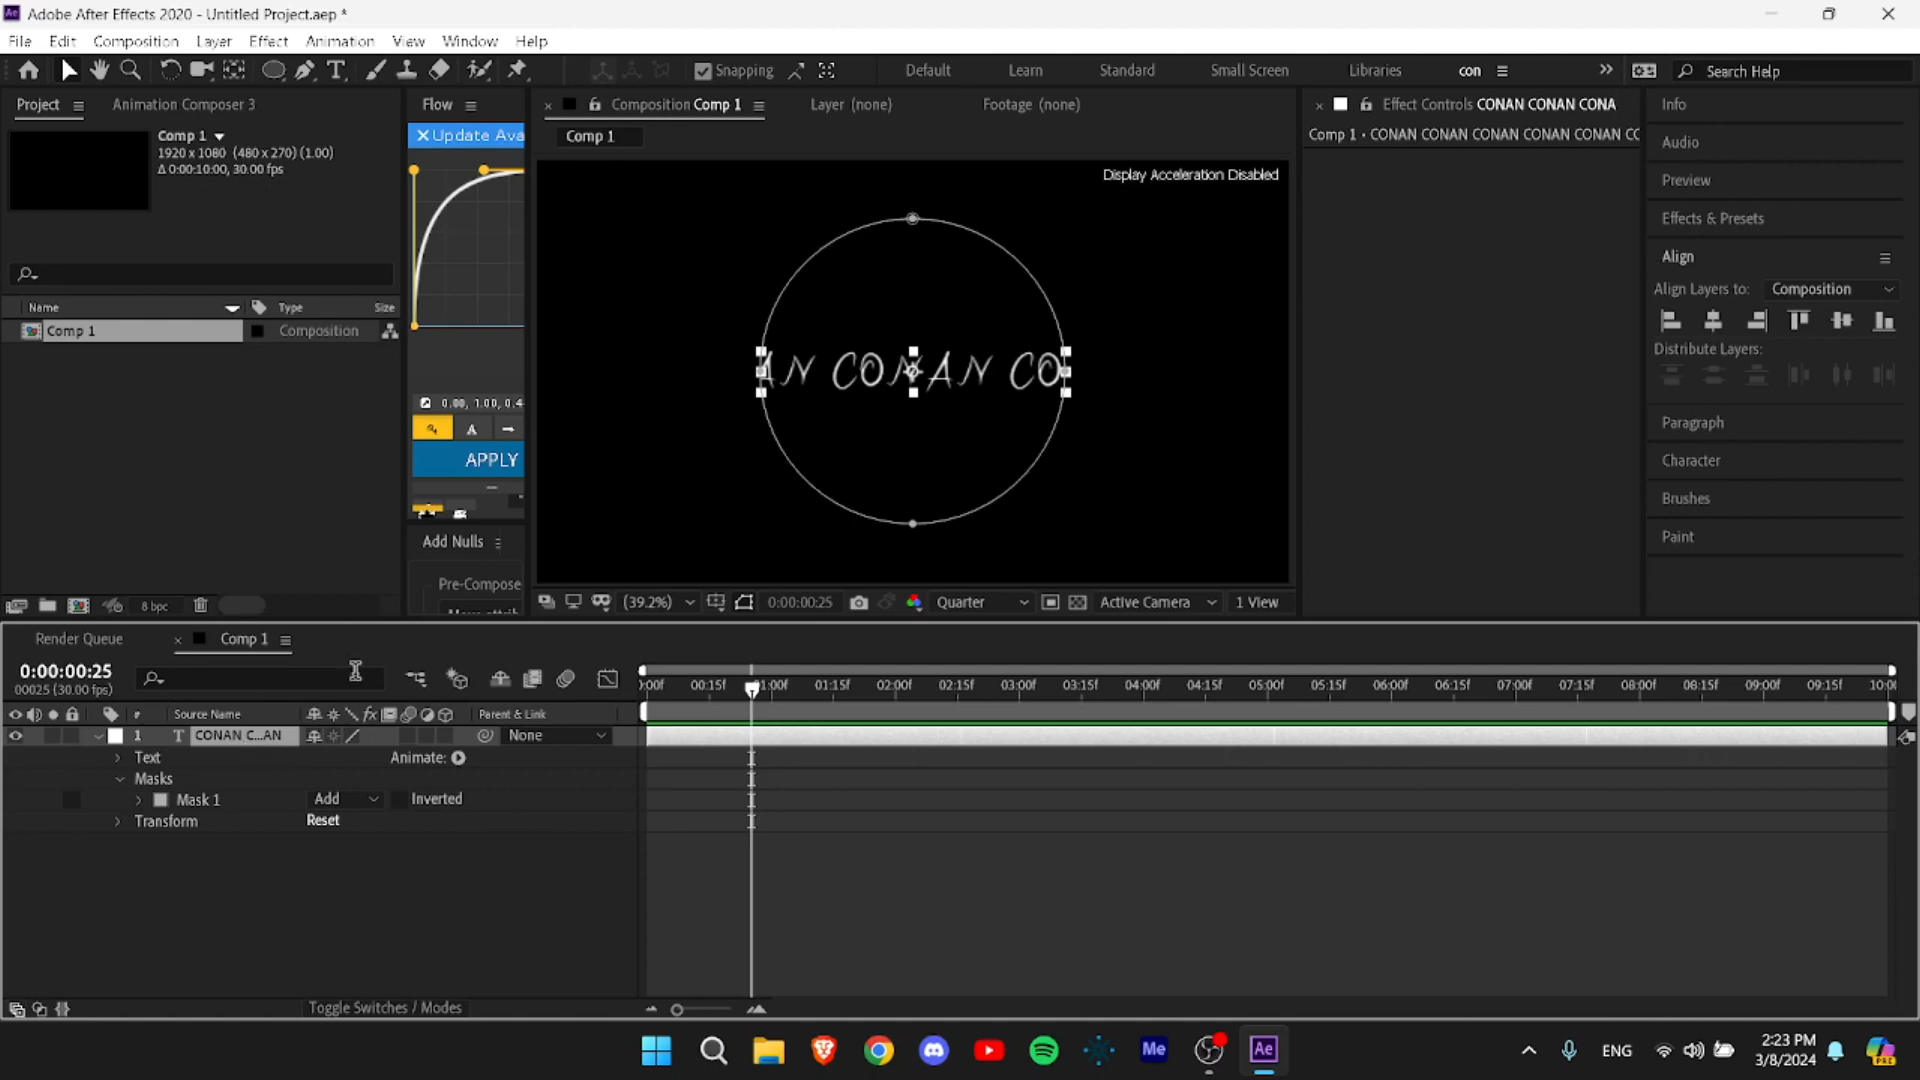 Adobe After Effects 2020 - Untitled Project.aep *
File Edit Composition Layer Effect Animation View Window Help
Snapping Default Learn Standard Small Screen Libraries con Search Help
Project Animation Composer 3
Comp 1
1920 x 1080 (480 x 270) (1.00)
Δ 0:00:10:00, 30.00 fps
Name Type Size
Comp 1 Composition
8 bpc
Flow
Update Ava
0.00, 1.00, 0.4
APPLY
Add Nulls
Pre-Compose
Composition Comp 1 Layer (none) Footage (none)
Comp 1
Display Acceleration Disabled
AN CONAN CO
(39.2%) 0:00:00:25 Quarter Active Camera 1 View
Effect Controls CONAN CONAN CONA
Comp 1 • CONAN CONAN CONAN CONAN CONAN CO
Info
Audio
Preview
Effects & Presets
Align
Align Layers to: Composition
Distribute Layers:
Paragraph
Character
Brushes
Paint
Render Queue Comp 1
0:00:00:25
00025 (30.00 fps)
):00f 00:15f 01:00f 01:15f 02:00f 02:15f 03:00f 03:15f 04:00f 04:15f 05:00f 05:15f 06:00f 06:15f 07:00f 07:15f 08:00f 08:15f 09:00f 09:15f 10:00
# Source Name Parent & Link
1 T CONAN C...AN None
Text Animate:
Masks
Mask 1 Add Inverted
Transform Reset
Toggle Switches / Modes
Me Ae ENG
2:23 PM
3/8/2024
PRE